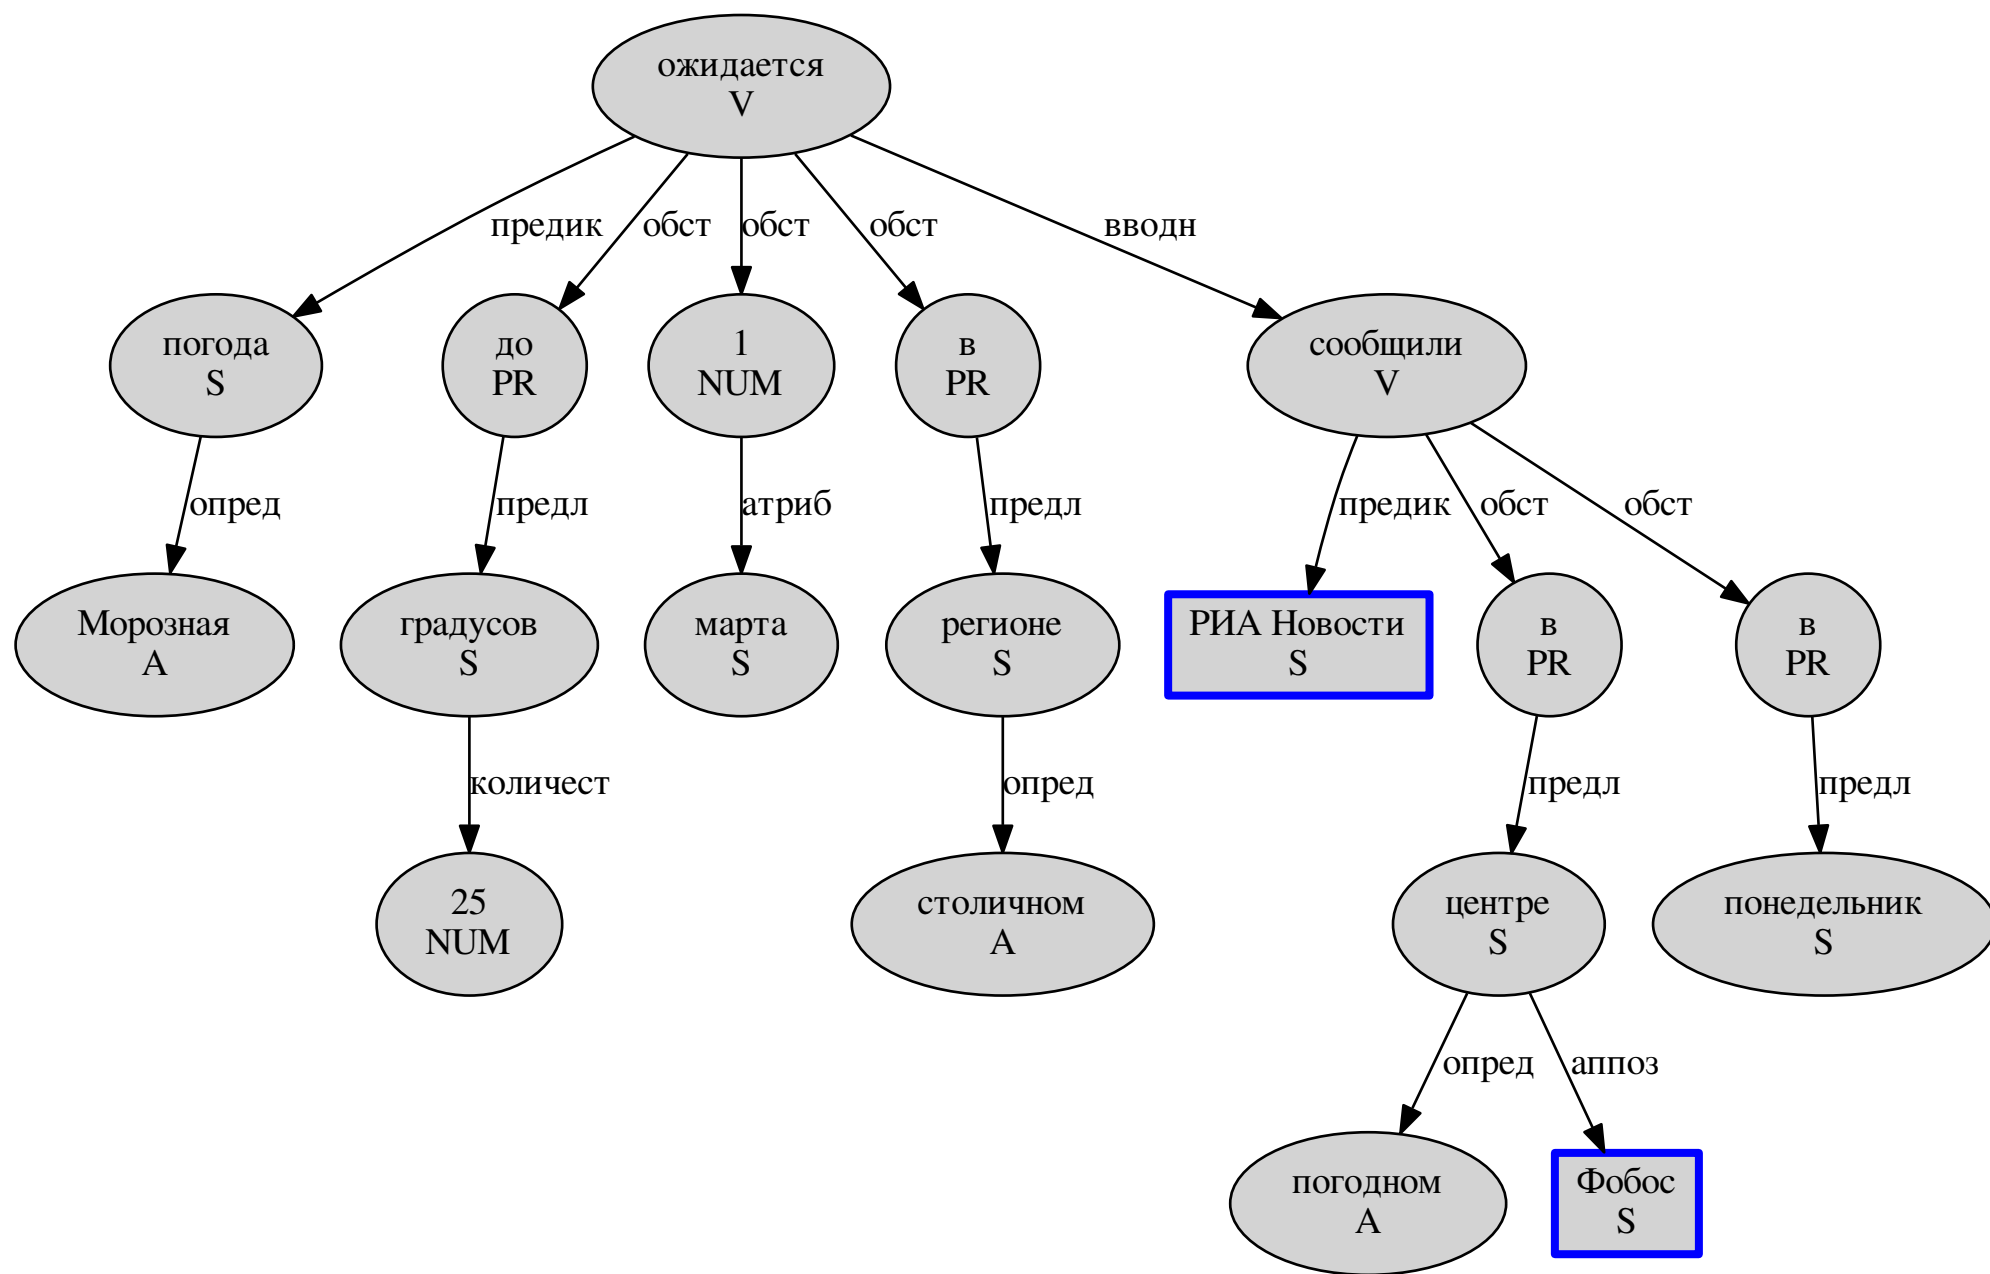 ожидается
V
предик
обст
обст
обст
вводн
погода
S
до
PR
1
NUM
в
PR
сообщили
V
опред
предл
атриб
предл
предик
обст
обст
Морозная
A
градусов
S
марта
S
регионе
S
РИА Новости
S
в
PR
в
PR
количест
опред
предл
предл
25
NUM
столичном
A
центре
S
понедельник
S
опред
аппоз
погодном
A
Фобос
S